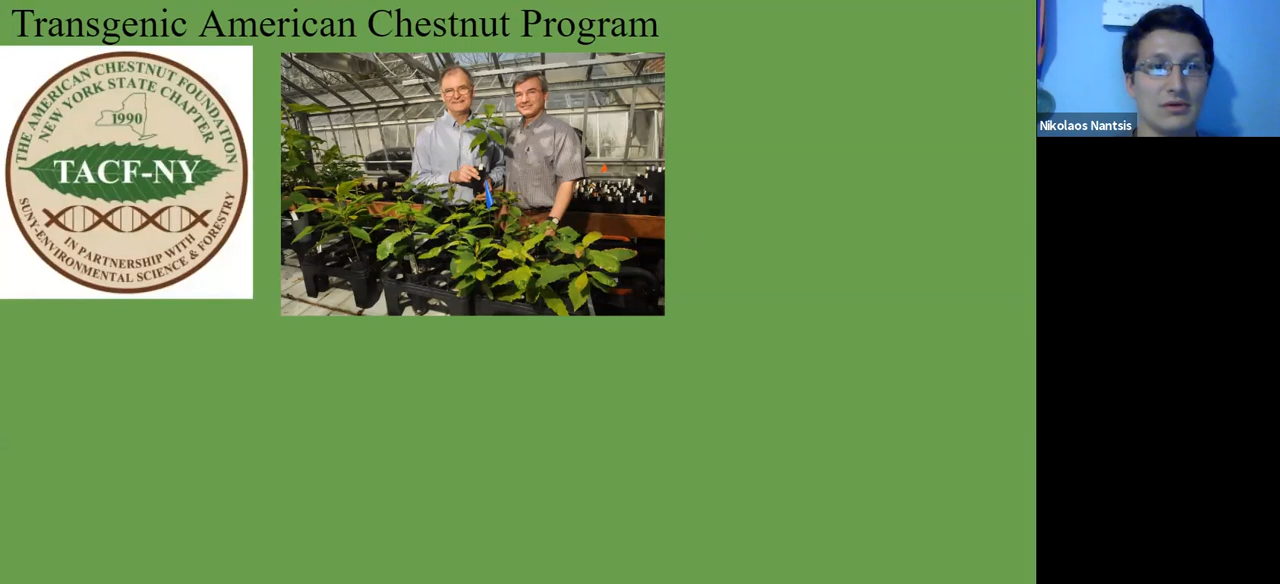 Transgenic American Chestnut Program
THE AMERICAN CHESTNUT FOUNDATION
NEW YORK STATE CHAPTER
1990
TACF-NY
IN PARTNERSHIP WITH
SUNY-ENVIRONMENTAL SCIENCE & FORESTRY
Nikolaos Nantsis